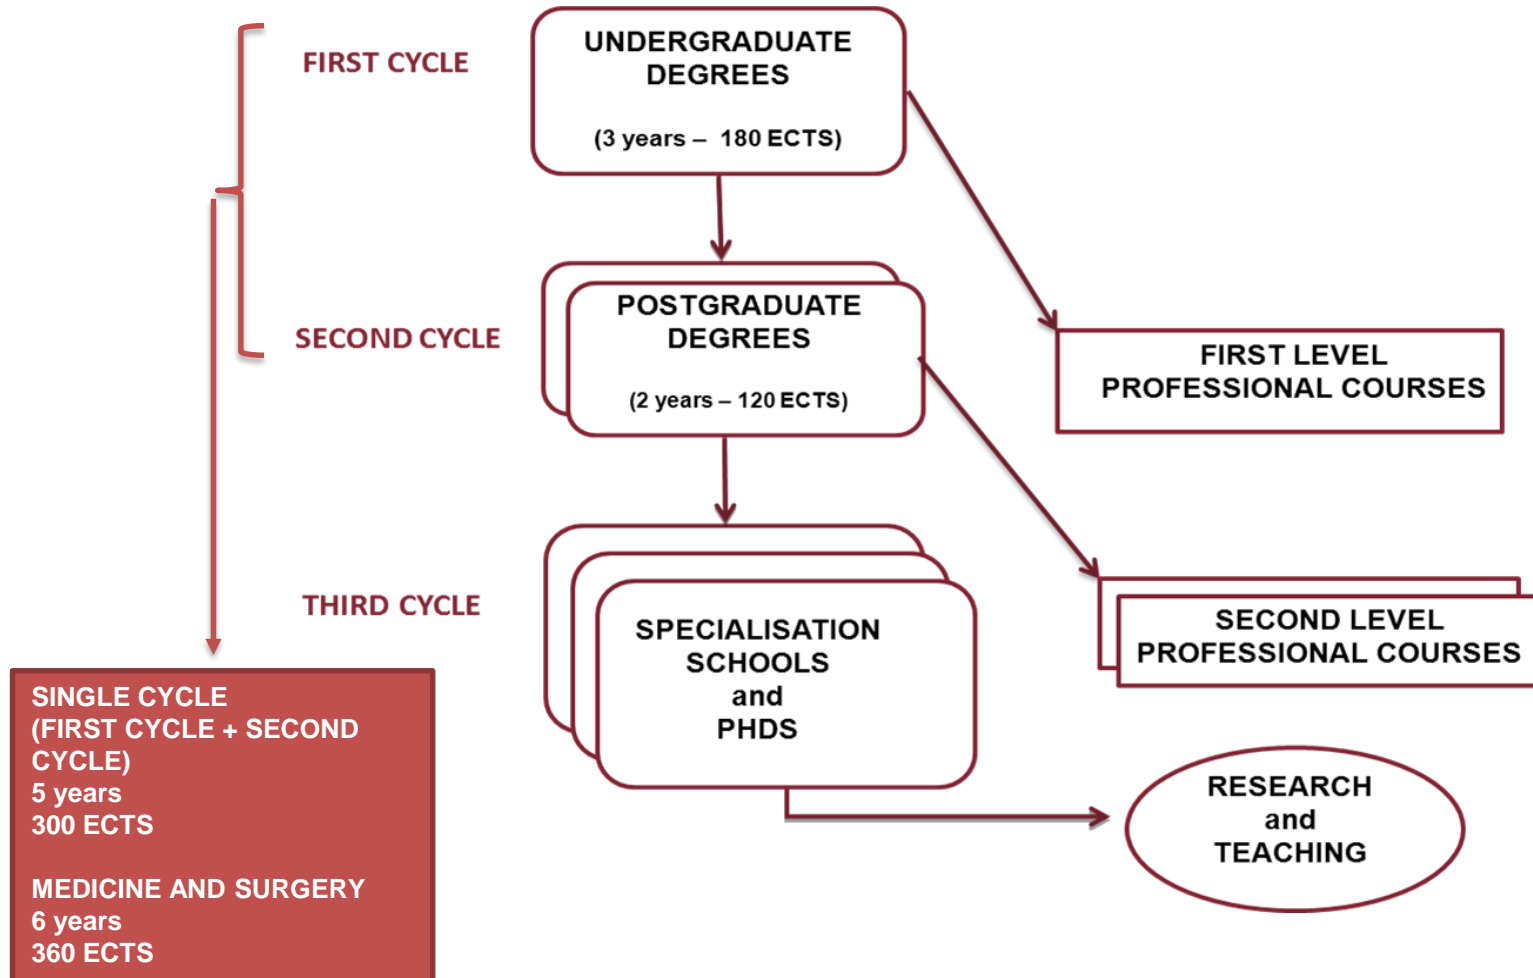 FIRST CYCLE
UNDERGRADUATE
DEGREES
(3 years – 180 ECTS)
SECOND CYCLE
POSTGRADUATE
DEGREES
(2 years – 120 ECTS)
FIRST LEVEL
PROFESSIONAL COURSES
THIRD CYCLE
SPECIALISATION
SCHOOLS
and
PHDS
SECOND LEVEL
PROFESSIONAL COURSES
RESEARCH
and
TEACHING
SINGLE CYCLE
(FIRST CYCLE + SECOND
CYCLE)
5 years
300 ECTS
MEDICINE AND SURGERY
6 years
360 ECTS